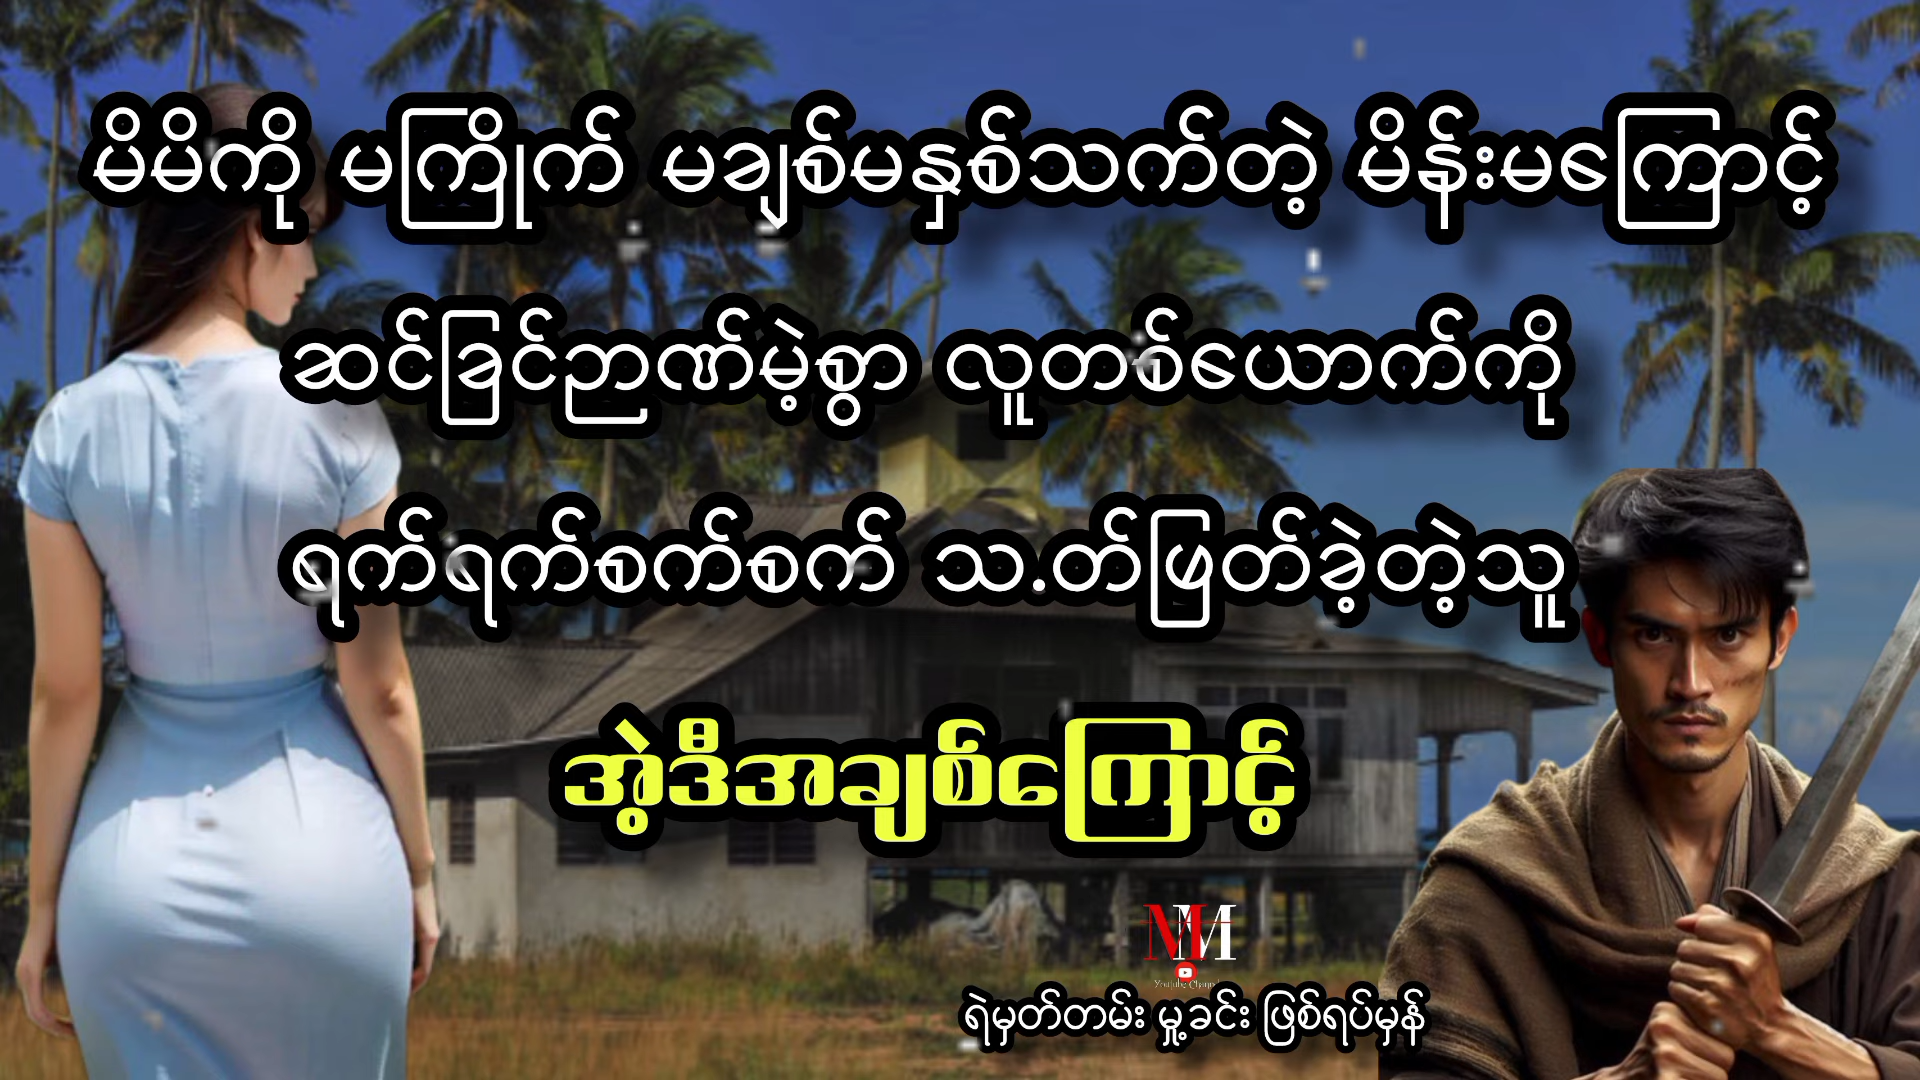 မိမိကို မကြိုက် မချစ်မနှစ်သက်တဲ့ မိန်းမကြောင့်
ဆင်ခြင်ဉာဏ်မဲ့စွာ လူတစ်ယောက်ကို
ရက်ရက်စက်စက် သ.တ်ဖြတ်ခဲ့တဲ့သူ
အဲ့ဒီအချစ်ကြောင့်
MM
Youtube Channel
ရဲမှတ်တမ်း မှု့ခင်း ဖြစ်ရပ်မှန်